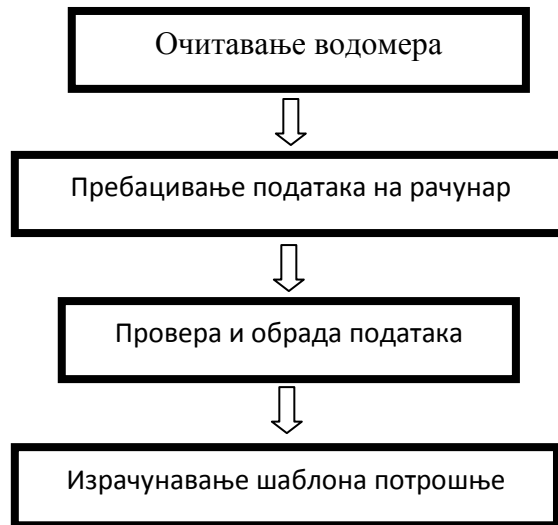 Очитавање водомера
Пребацивање података на рачунар
Провера и обрада података
Израчунавање шаблона потрошње